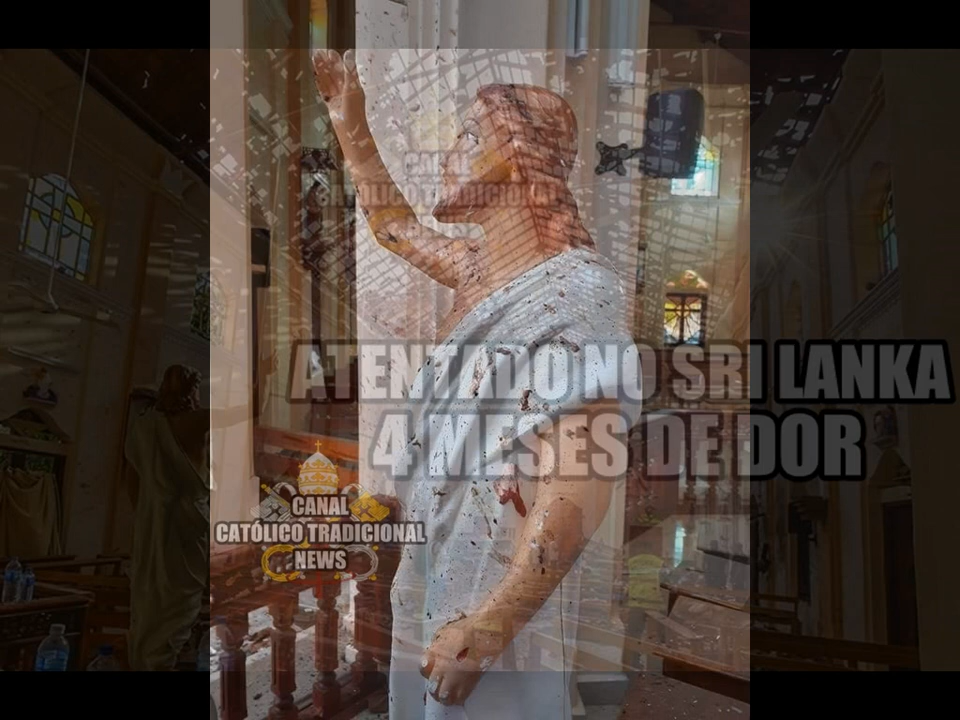 CANAL
CATÓLICO TRADICIONAL
ATENTADO NO SRI LANKA
4 MESES DE DOR
CANAL
CATÓLICO TRADICIONAL
NEWS